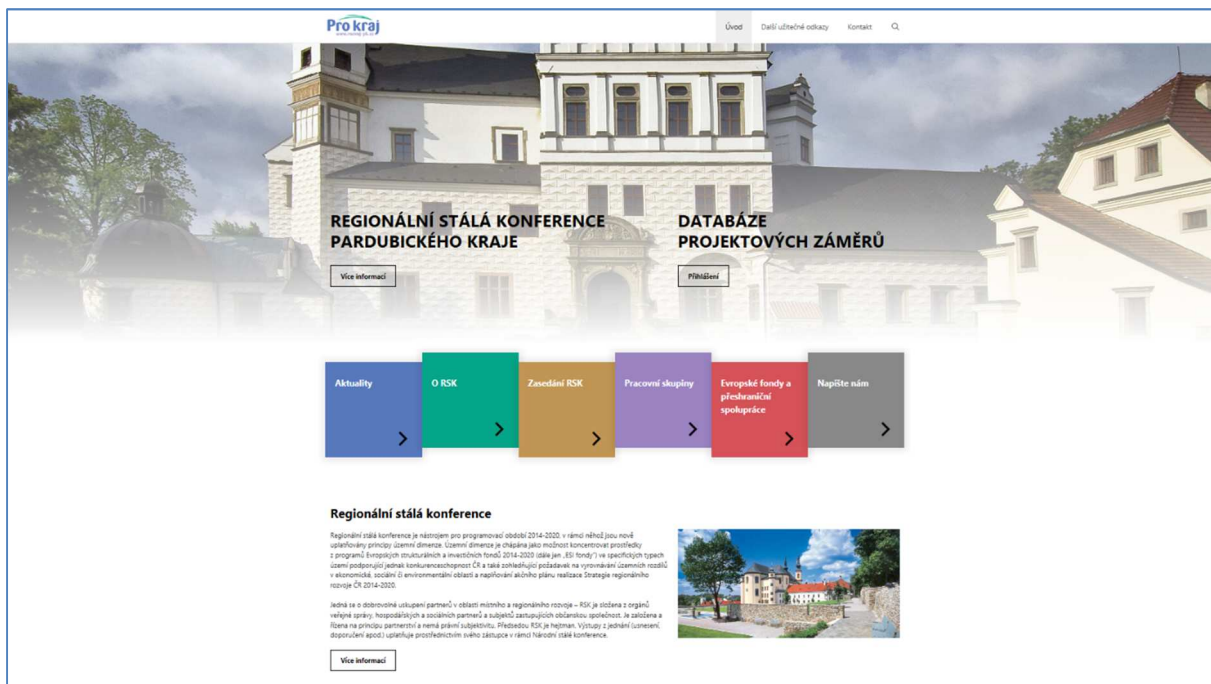 Pro kraj
Úvod
Další užitečné odkazy
Kontakt
REGIONÁLNÍ STÁLÁ KONFERENCE
PARDUBICKÉHO KRAJE
Více informací
DATABÁZE
PROJEKTOVÝCH ZÁMĚRŮ
Přihlášení
Aktuality
O RSK
Zasedání RSK
Pracovní skupiny
Evropské fondy a
přeshraniční
spolupráce
Napište nám
Regionální stálá konference
Regionální stálá konference je nástrojem pro programovací období 2014-2020, v rámci něhož jsou nově
uplatňovány principy územní dimenze. Územní dimenze je chápána jako možnost koncentrovat prostředky
z programů Evropských strukturálních a investičních fondů 2014-2020 (dále jen „ESI fondy") ve specifických typech
území podporující jednak konkurenceschopnost ČR a také zohledňující požadavek na vyrovnávání územních rozdílů
v ekonomické, sociální či environmentální oblasti a naplňování akčního plánu realizace Strategie regionálního
rozvoje ČR 2014-2020.
Jedná se o dobrovolné uskupení partnerů v oblasti místního a regionálního rozvoje – RSK je složena z orgánů
veřejné správy, hospodářských a sociálních partnerů a subjektů zastupujících občanskou společnost. Je založena a
řízena na principu partnerství a nemá právní subjektivitu. Předsedou RSK je hejtman. Výstupy z jednání (usnesení,
doporučení apod.) uplatňuje prostřednictvím svého zástupce v rámci Národní stálé konference.
Více informací